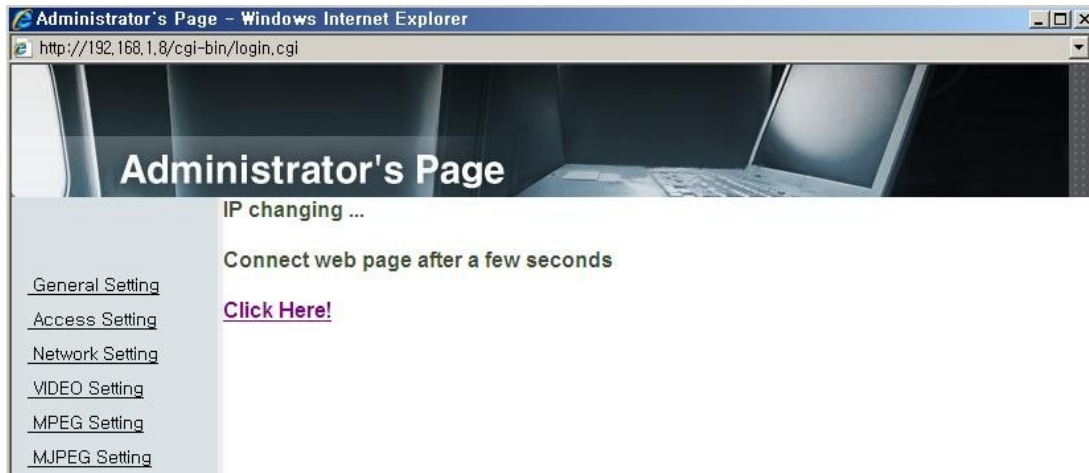 Administrator's Page - Windows Internet Explorer
http://192.168.1.8/cgi-bin/login.cgi
Administrator's Page
IP changing ...
Connect web page after a few seconds
Click Here!
General Setting
Access Setting
Network Setting
VIDEO Setting
MPEG Setting
MJPEG Setting